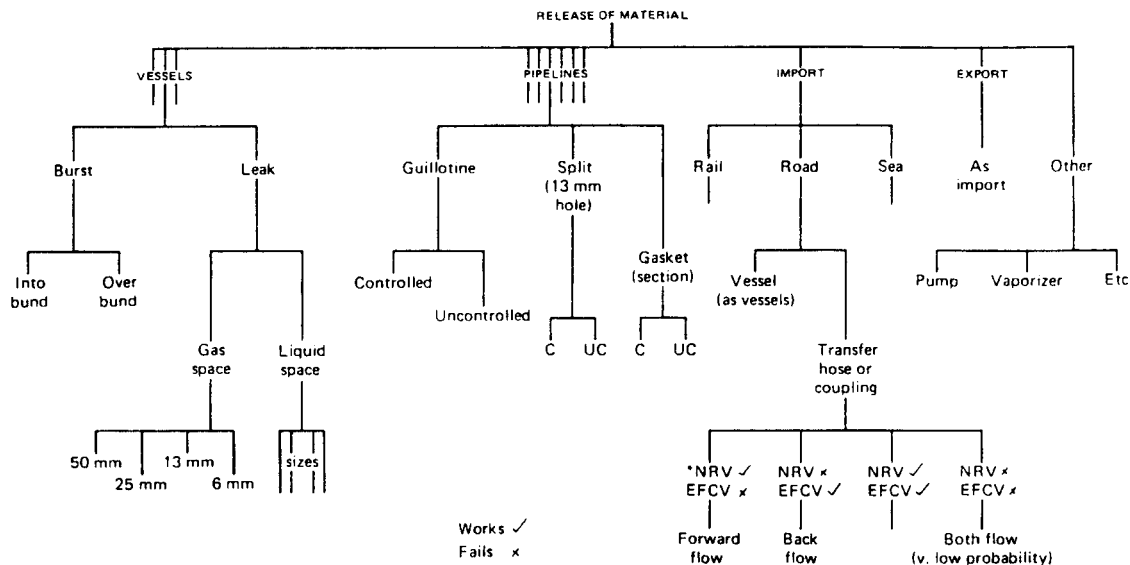 RELEASE OF MATERIAL
VESSELS
PIPELINES
IMPORT
EXPORT
Burst
Leak
Guillotine
Split
(13 mm
hole)
Rail
Road
Sea
As
import
Other
Into
bund
Over
bund
Controlled
Uncontrolled
Gasket
(section)
Vessel
(as vessels)
Pump
Vaporizer
Etc
Gas
space
Liquid
space
C
UC
C
UC
Transfer
hose or
coupling
50 mm
25 mm
13 mm
6 mm
sizes
*NRV ✓
EFCV x
NRV x
EFCV ✓
NRV ✓
EFCV ✓
NRV x
EFCV x
Forward
flow
Back
flow
Both flow
(v. low probability)
Works ✓
Fails x